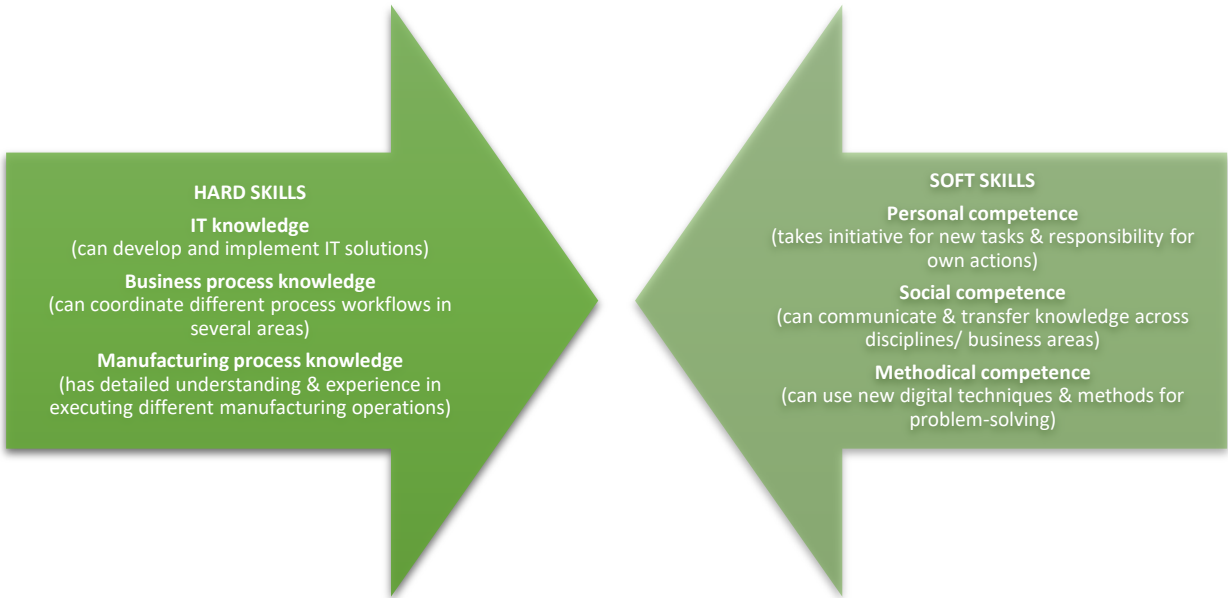 HARD SKILLS
IT knowledge
(can develop and implement IT solutions)
Business process knowledge
(can coordinate different process workflows in
several areas)
Manufacturing process knowledge
(has detailed understanding & experience in
executing different manufacturing operations)
SOFT SKILLS
Personal competence
(takes initiative for new tasks & responsibility for
own actions)
Social competence
(can communicate & transfer knowledge across
disciplines/ business areas)
Methodical competence
(can use new digital techniques & methods for
problem-solving)